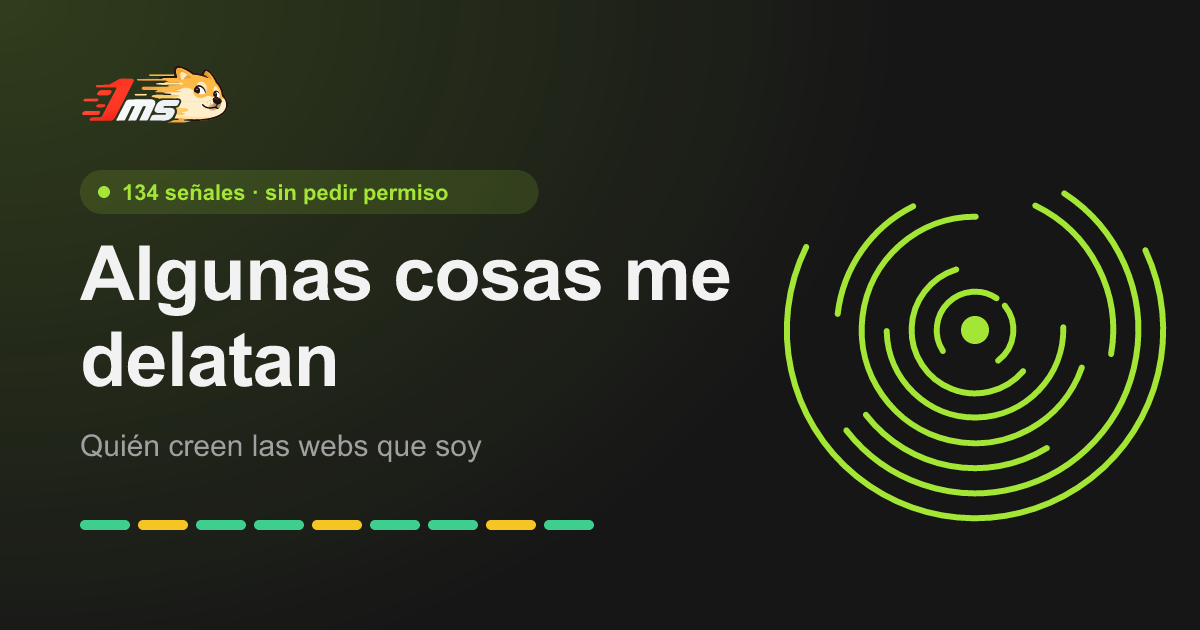 1ms
134 señales · sin pedir permiso
Algunas cosas me
delatan
Quién creen las webs que soy